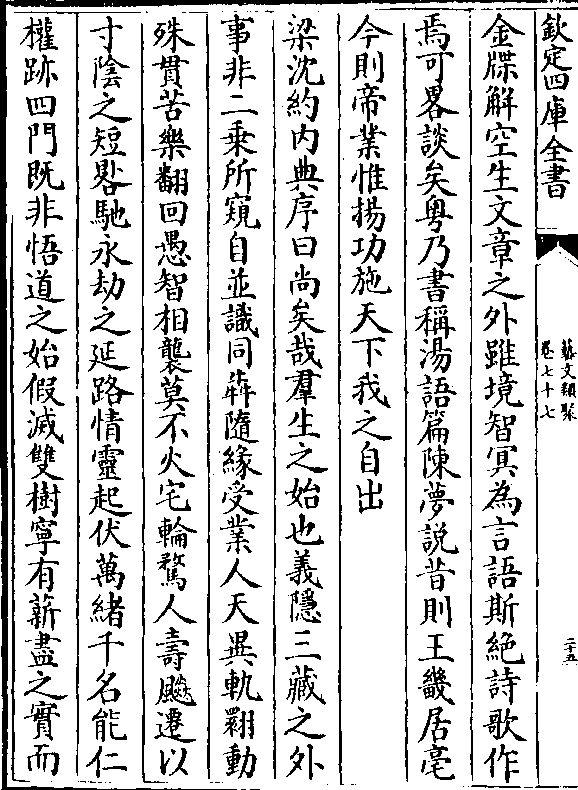 欽定四庫全書
藝文類聚
卷七十七
二十五
金牒解空生文章之外雖境智冥為言語斯絶詩歌作
焉可畧談矣粤乃書稱湯語篇陳夢説昔則王畿居亳
今則帝業惟揚功施天下我之自出
梁沈約内典序曰尚矣哉羣生之始也義隱三藏之外
事非二乗所窺自並識同犇隨縁受業人天異軌翾動
殊貫苦樂翻回愚智相襲莫不火宅輪騖人壽飇遷以
寸陰之短晷馳永劫之延路情靈起伏萬緒千名能仁
權跡四門既非悟道之始假滅雙樹寧有薪盡之實而